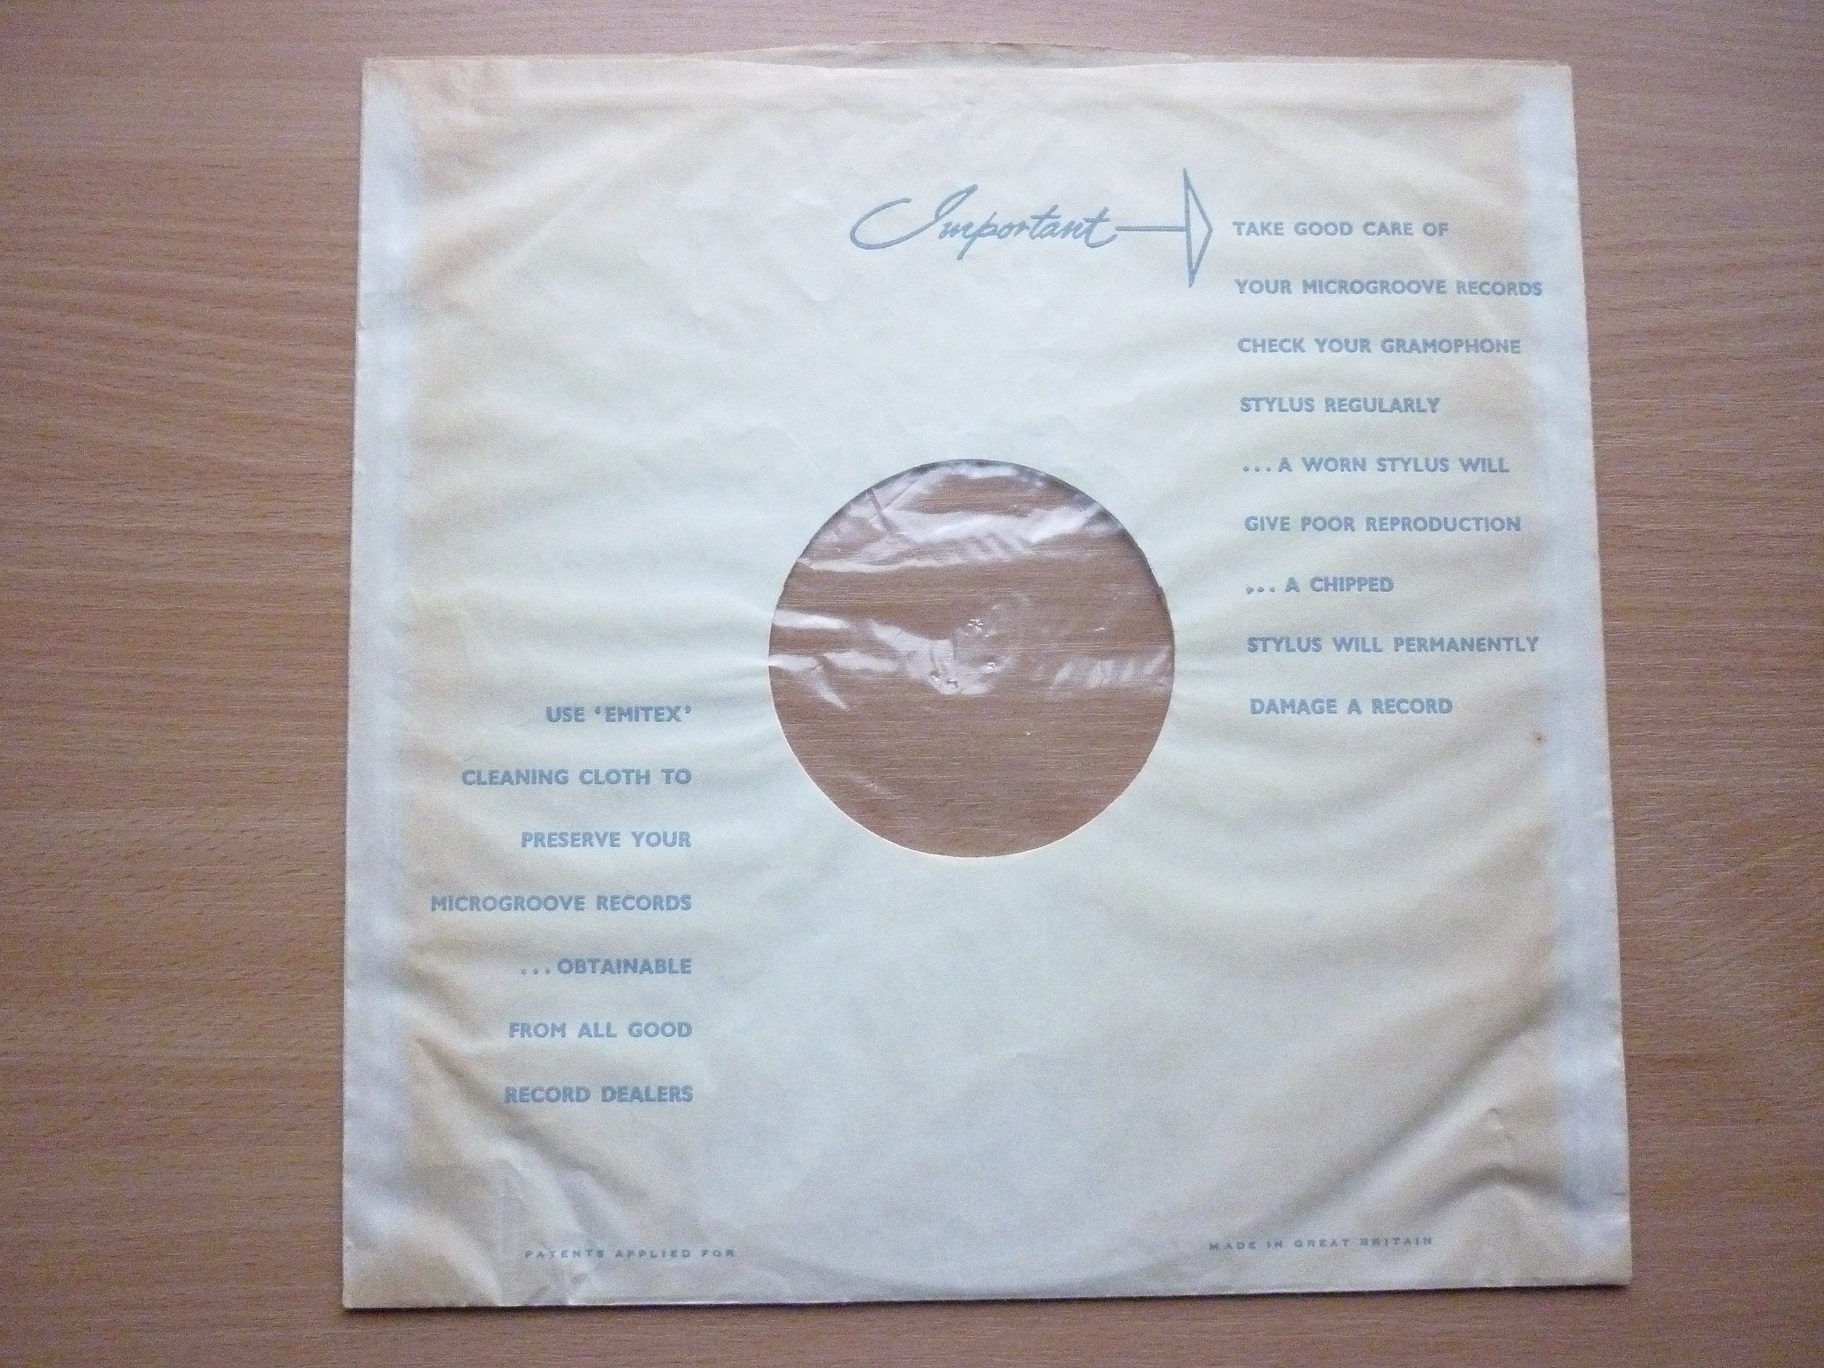 Important
TAKE GOOD CARE OF
YOUR MICROGROOVE RECORDS
CHECK YOUR GRAMOPHONE
STYLUS REGULARLY
...A WORN STYLUS WILL
GIVE POOR REPRODUCTION
... A CHIPPED
STYLUS WILL PERMANENTLY
DAMAGE A RECORD
USE ‘EMITEX’
CLEANING CLOTH TO
PRESERVE YOUR
MICROGROOVE RECORDS
...OBTAINABLE
FROM ALL GOOD
RECORD DEALERS
PATENTS APPLIED FOR
MADE IN GREAT BRITAIN